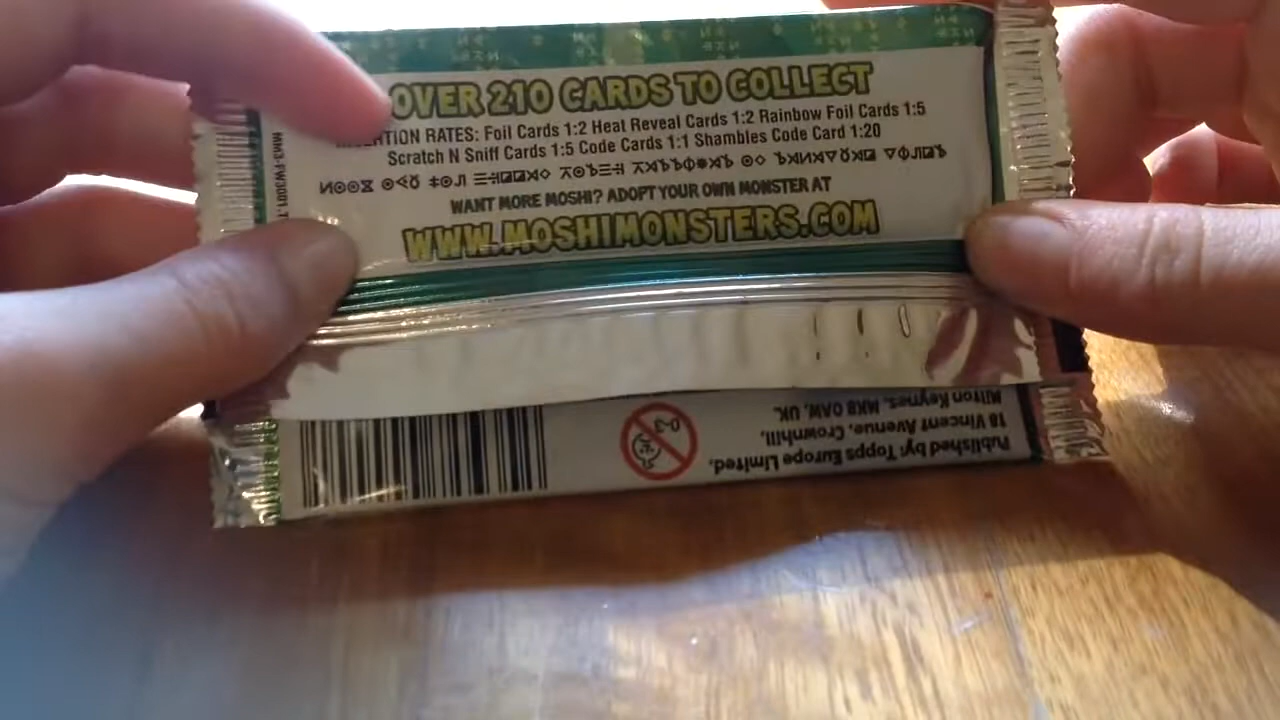 OVER 210 CARDS TO COLLECT
RATES: Foil Cards 1:2 Heat Reveal Cards 1:2 Rainbow Foil Cards 1:5
Scratch N Sniff Cards 1:5 Code Cards 1:1 Shambles Code Card 1:20
WANT MORE MOSHI? ADOPT YOUR OWN MONSTER AT
WWW.MOSHIMONSTERS.COM
0-3
Published by: Topps Europe Limited,
18 Vincent Avenue, Crownhill,
Milton Keynes, MK8 0AW, UK.